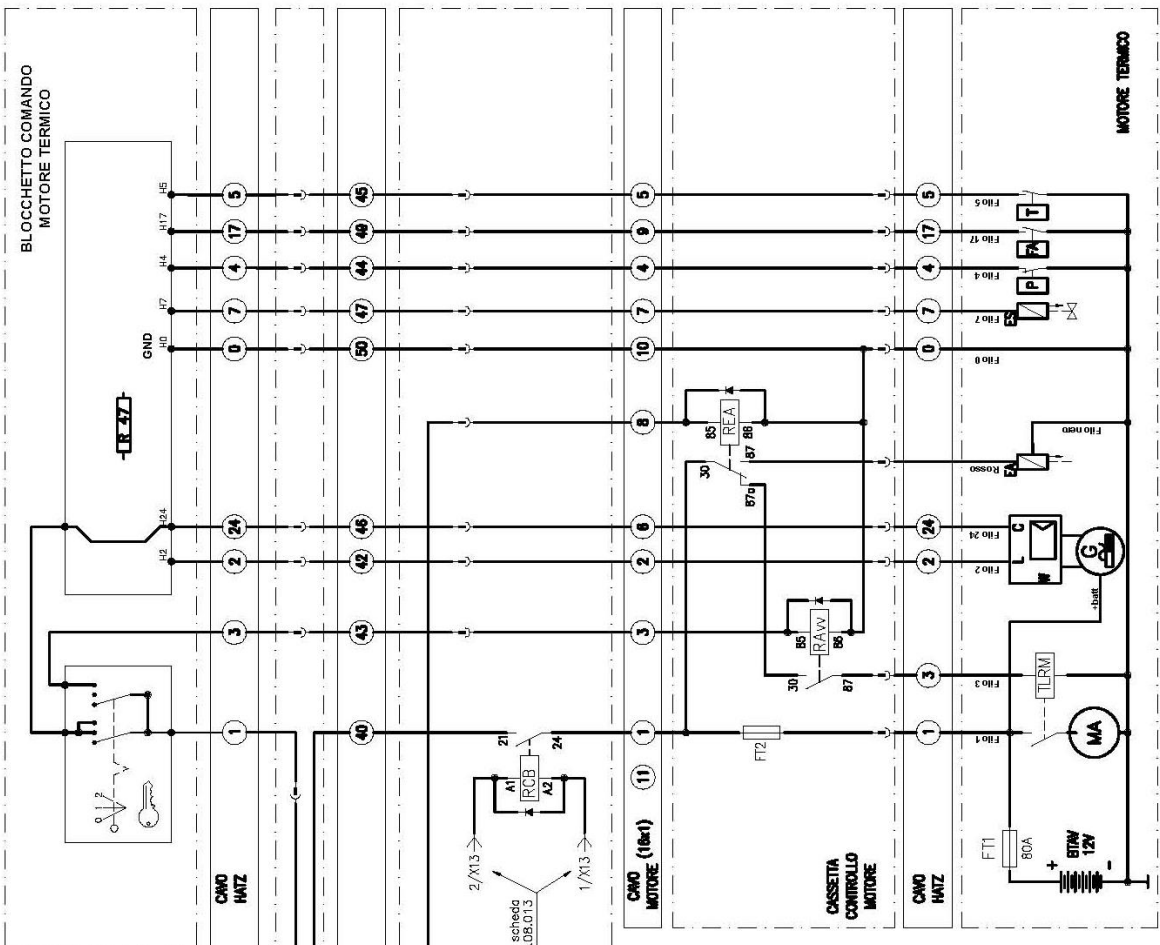 BLOCCHETTO COMANDO
MOTORE TERMICO
H5
H17
H4
H7
H0
GND
R 47
H24
H2
0 1 2
5
17
4
7
0
24
2
3
1
CAVO
HATZ
45
49
44
47
50
46
42
43
40
21
24
A1
RCB
A2
2/X13
1/X13
scheda
.08.013
5
9
4
7
10
8
6
2
3
1
11
CAVO
MOTORE (16x1)
85
REA
86
30
87
87a
85
RAVV
86
30
87
FT2
CASSETTA
CONTROLLO
MOTORE
5
17
4
7
0
24
2
3
1
CAVO
HATZ
MOTORE TERMICO
Filo 5
T
Filo 17
FA
Filo 4
P
Filo 7
ES
Filo 0
Filo nero
Rosso
EA
Filo 24
C
L
Filo 2
W
G
+batt
Filo 3
TLRM
Filo 1
MA
FT1
80A
+
BTAV
12V
-